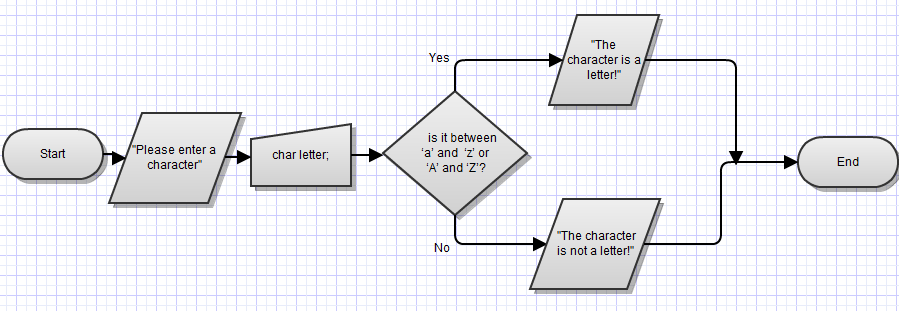 Start
"Please enter a
character"
char letter;
is it between
‘a’ and ‘z’ or
‘A’ and ‘Z’?
Yes
"The
character is a
letter!"
No
"The character
is not a letter!"
End